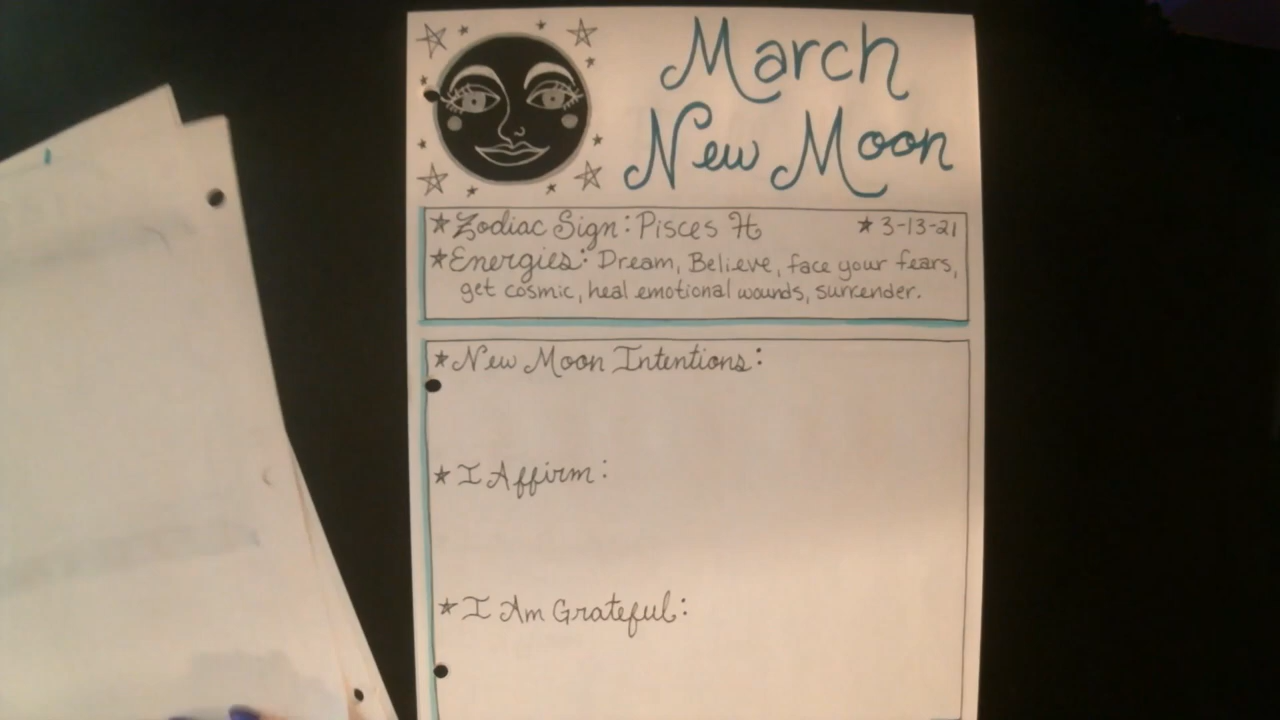 March
New Moon
★Zodiac Sign: Pisces ♓ ★3-13-21
★Energies: Dream, Believe, face your fears,
get cosmic, heal emotional wounds, surrender.
★New Moon Intentions:
★I Affirm:
★I Am Grateful: